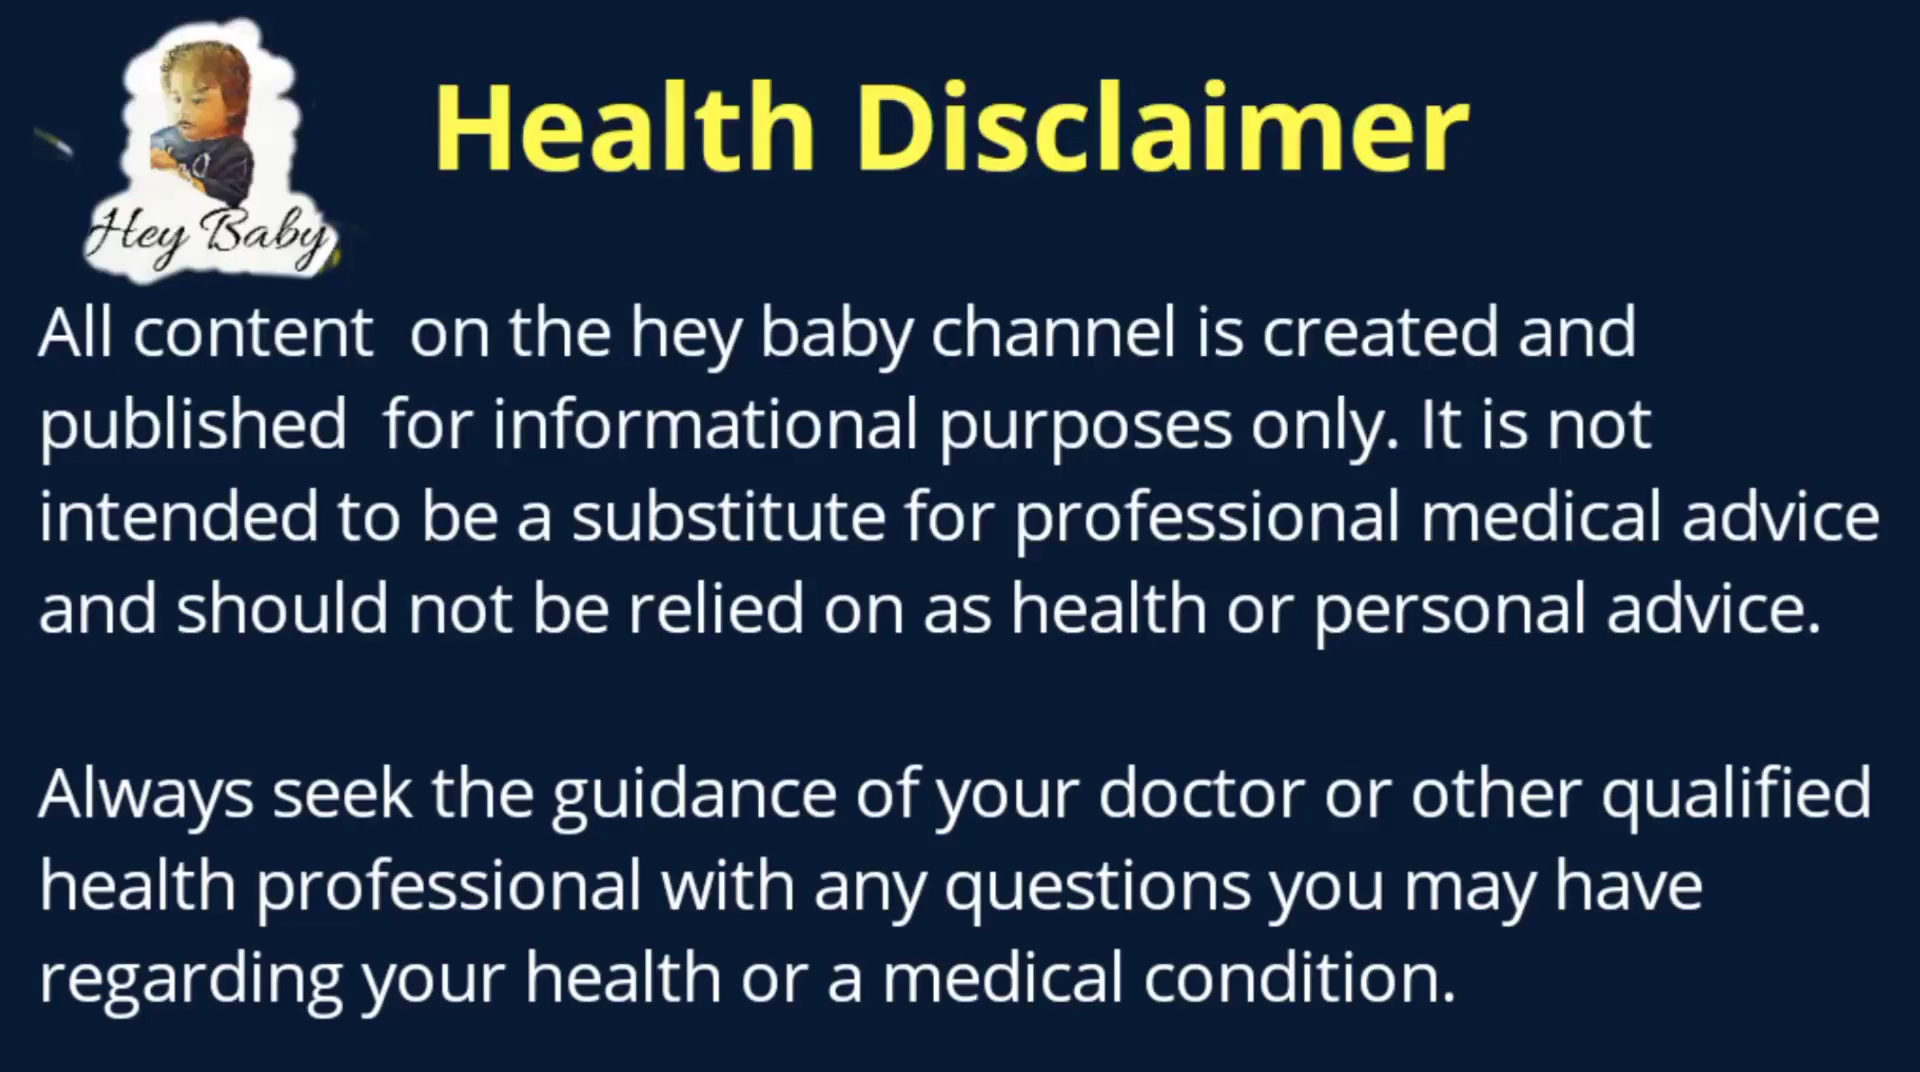 Health Disclaimer
Hey Baby
All content on the hey baby channel is created and
published for informational purposes only. It is not
intended to be a substitute for professional medical advice
and should not be relied on as health or personal advice.
Always seek the guidance of your doctor or other qualified
health professional with any questions you may have
regarding your health or a medical condition.